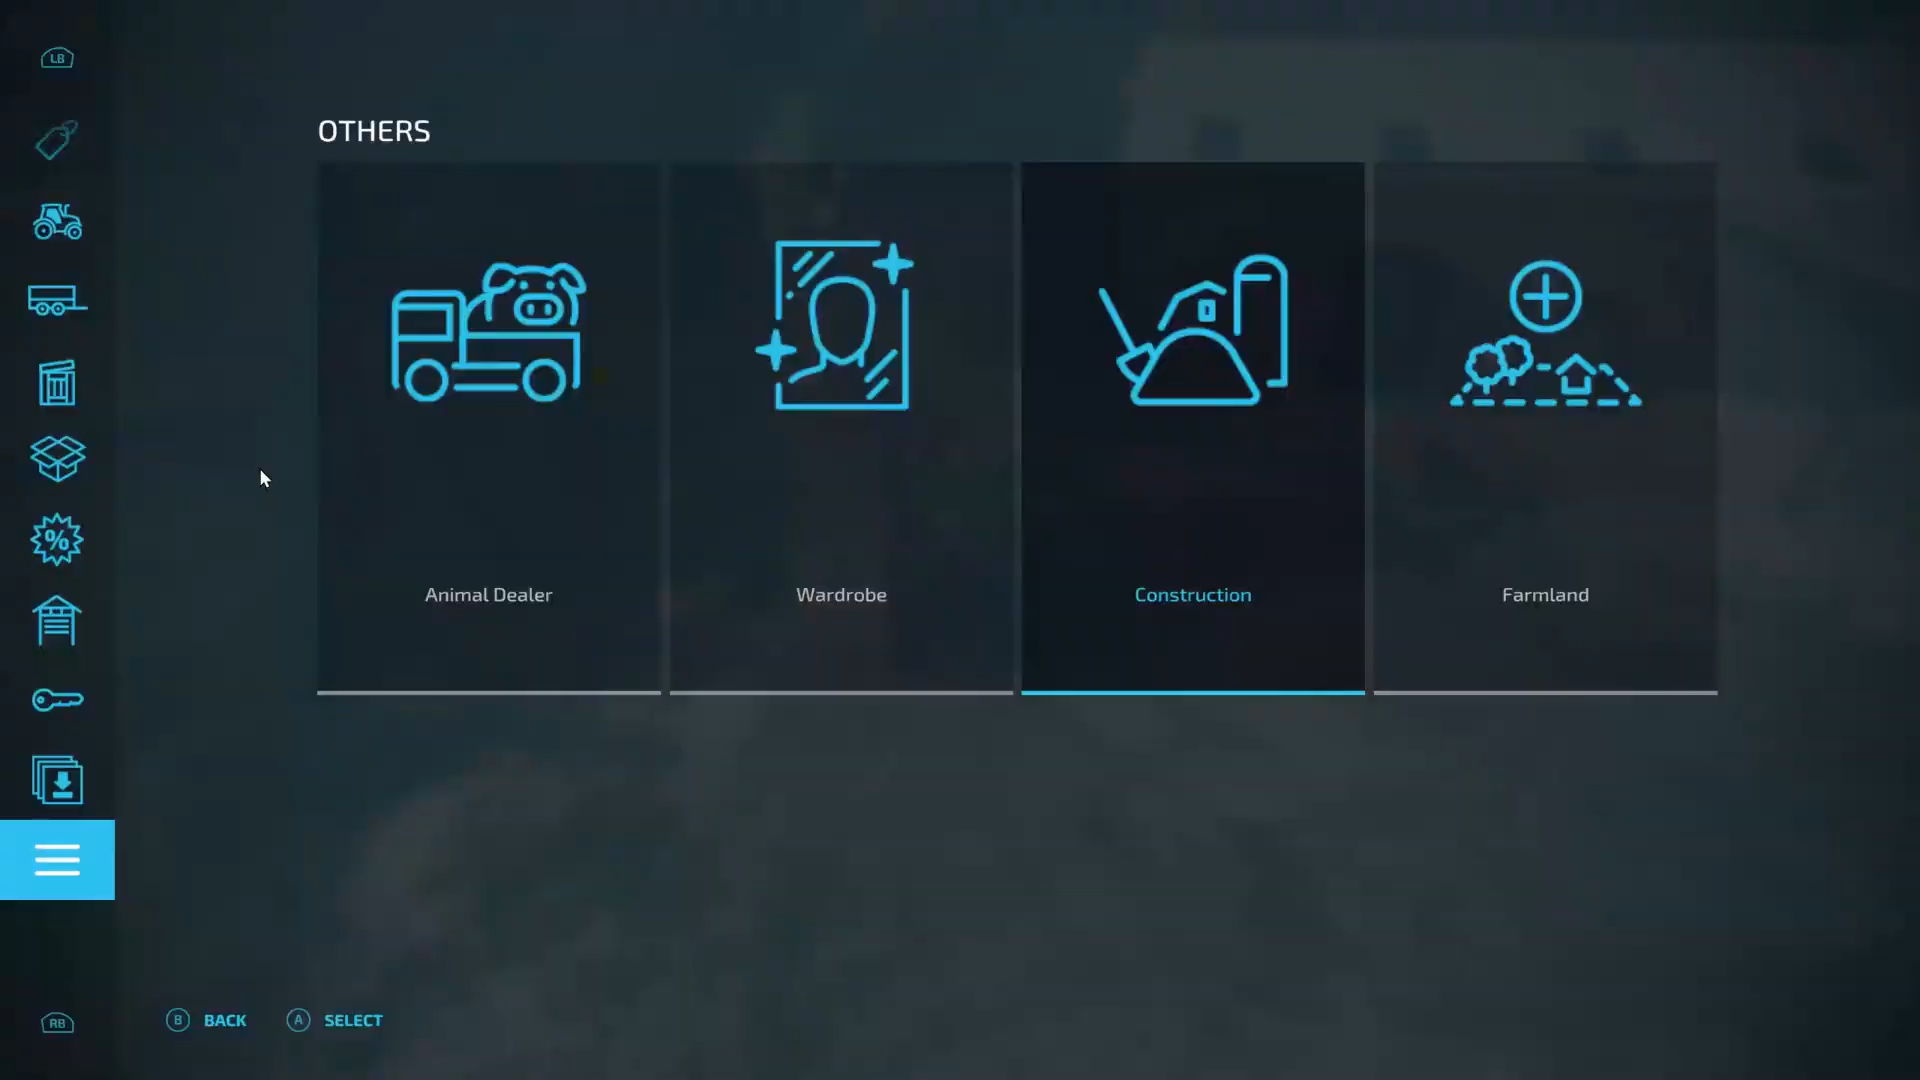 LB
OTHERS
Animal Dealer
Wardrobe
Construction
Farmland
%
RB
B BACK A SELECT